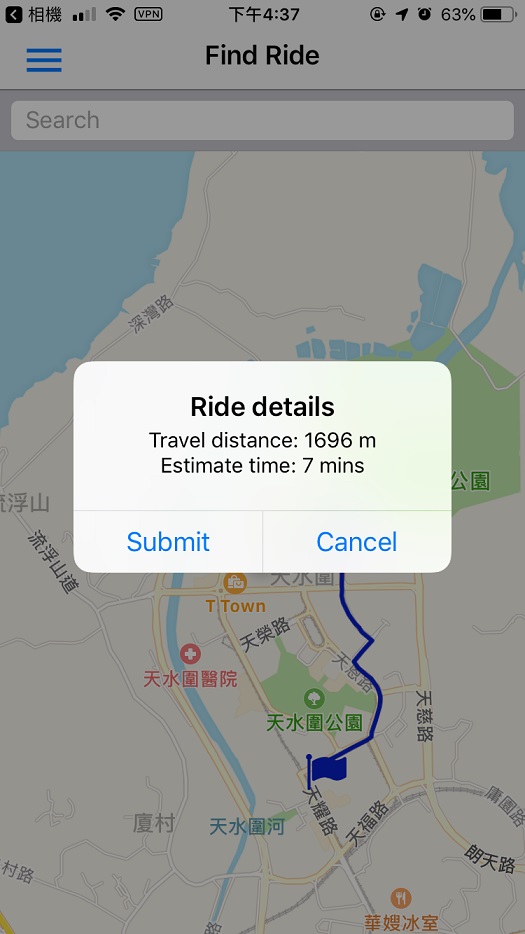 相機
VPN
下午4:37
63%
Find Ride
Search
深灣路
Ride details
Travel distance: 1696 m
Estimate time: 7 mins
公園
流浮山
Submit
Cancel
流浮山道
天水圍
T Town
天榮路
天恩路
天水圍醫院
天慈路
天水圍公園
天耀路
廈村
天水圍河
天福路
朗天路
村路
華嫂冰室